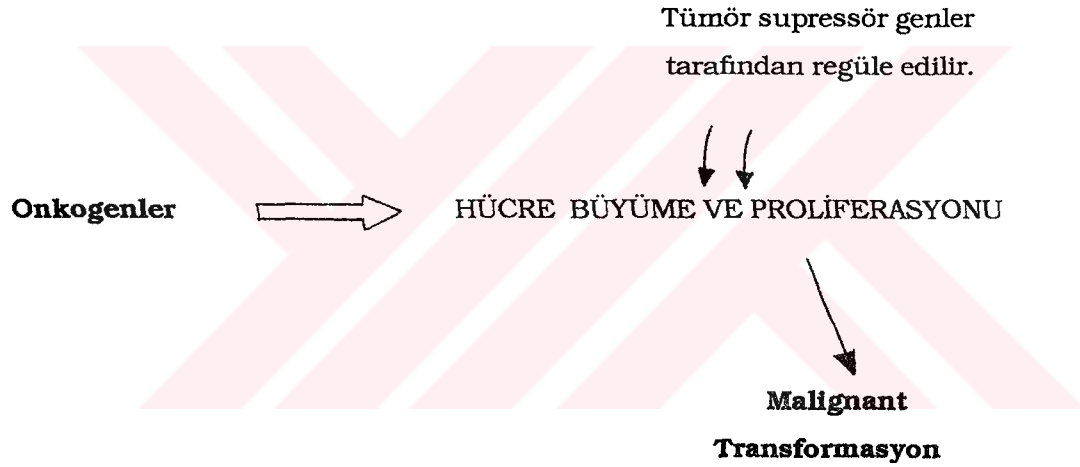 Tümör supressör genler
tarafından regüle edilir.
Onkogenler
HÜCRE BÜYÜME VE PROLİFERASYONU
Malignant
Transformasyon